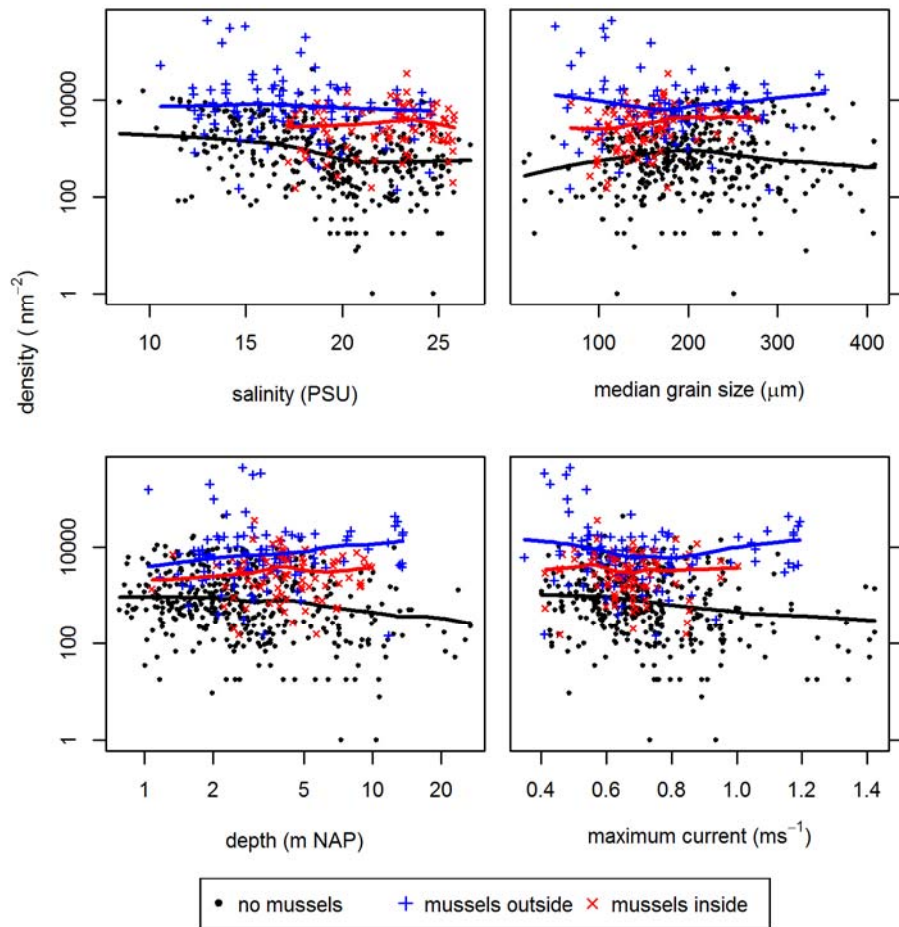 density ( nm⁻²)
10000
100
1
10 15 20 25
salinity (PSU)
100 200 300 400
median grain size (μm)
10000
100
1
1 2 5 10 20
depth (m NAP)
0.4 0.6 0.8 1.0 1.2 1.4
maximum current (ms⁻¹)
no mussels mussels outside mussels inside